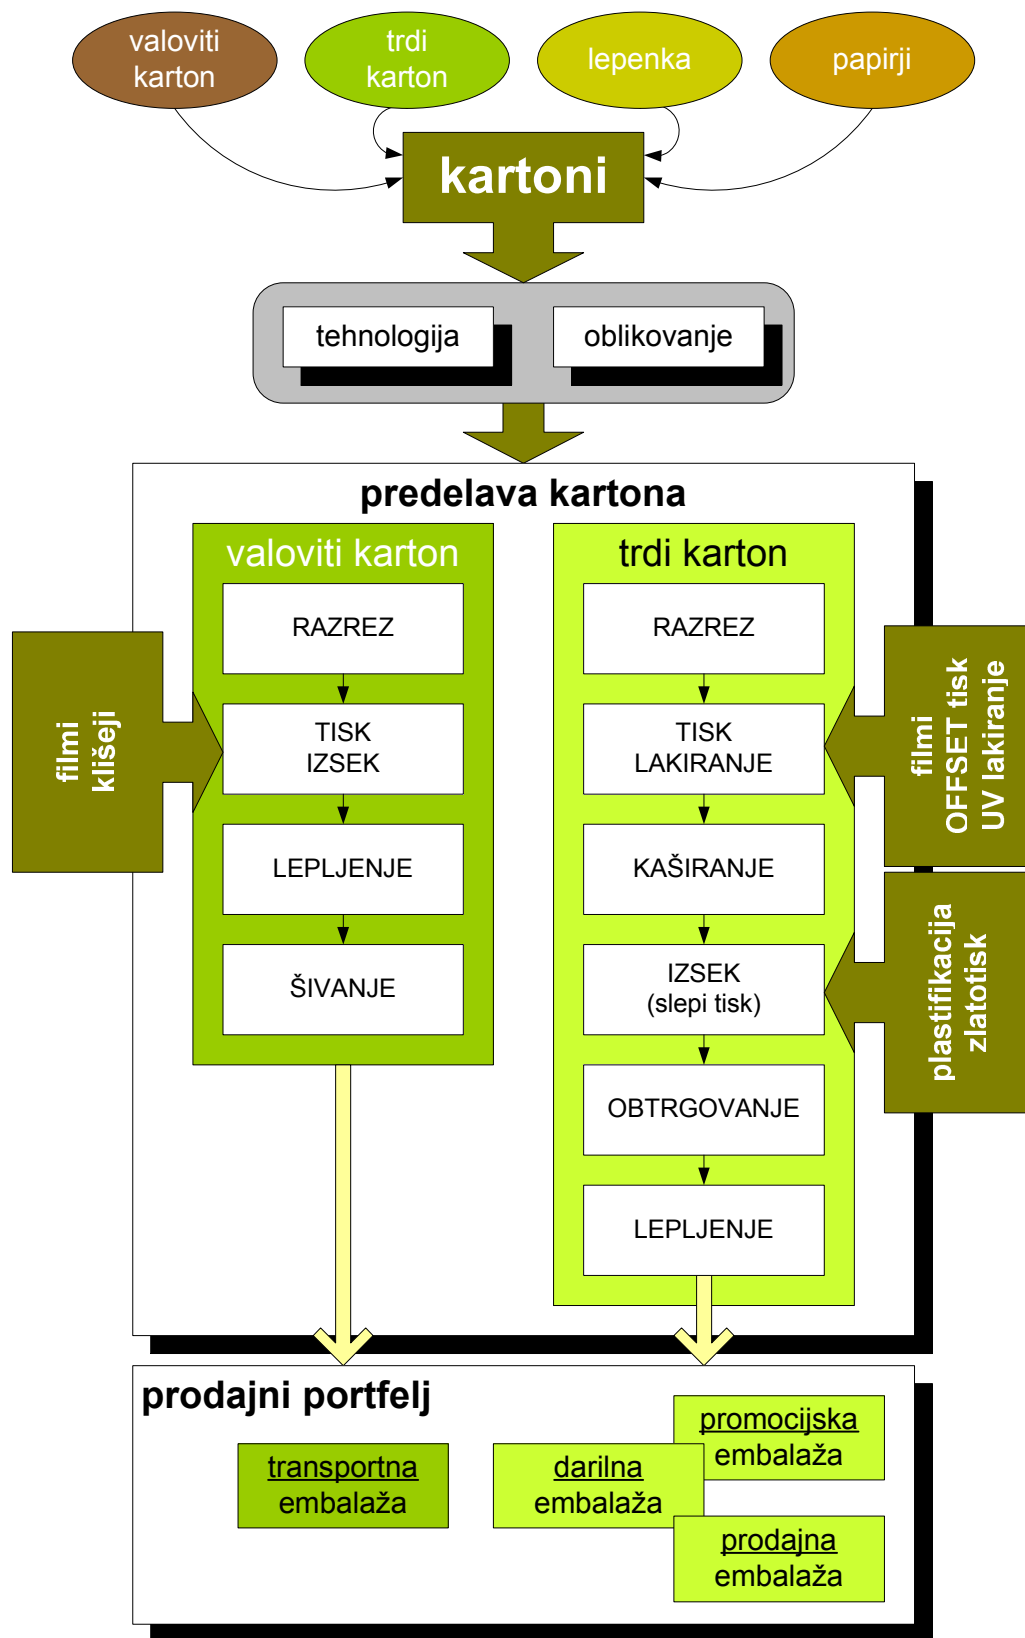 valoviti
karton
trdi
karton
lepenka
papirji
kartoni
tehnologija
oblikovanje
predelava kartona
valoviti karton
RAZREZ
TISK
IZSEK
LEPLJENJE
ŠIVANJE
filmi
klišeji
trdi karton
RAZREZ
TISK
LAKIRANJE
KAŠIRANJE
IZSEK
(slepi tisk)
OBTRGOVANJE
LEPLJENJE
filmi
OFFSET tisk
UV lakiranje
plastifikacija
zlatotisk
prodajni portfelj
transportna
embalaža
darilna
embalaža
promocijska
embalaža
prodajna
embalaža